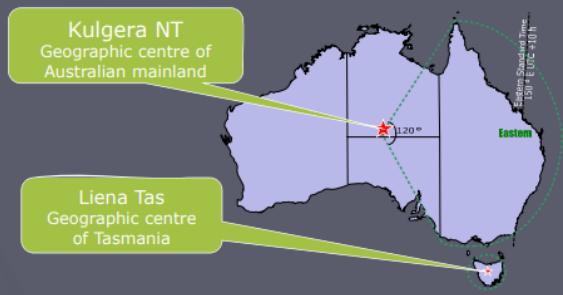 Kulgera NT
Geographic centre of
Australian mainland
Eastern Standard Time
150 º E UTC +10 h
120º
Eastern
Liena Tas
Geographic centre
of Tasmania